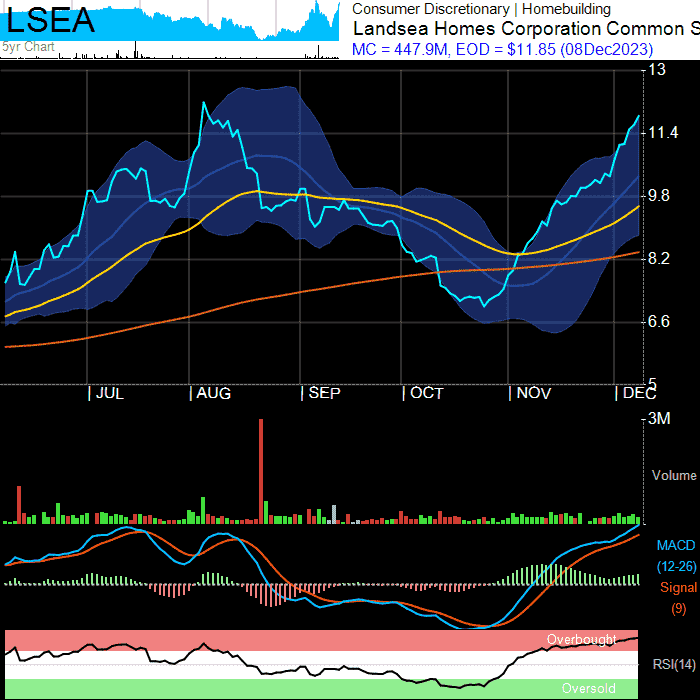 LSEA
5yr Chart
Consumer Discretionary | Homebuilding
Landsea Homes Corporation Common S
MC = 447.9M, EOD = $11.85 (08Dec2023)
13
11.4
9.8
8.2
6.6
5
JUL AUG SEP OCT NOV DEC
3M
Volume
MACD
(12-26)
Signal
(9)
Overbought
RSI(14)
Oversold